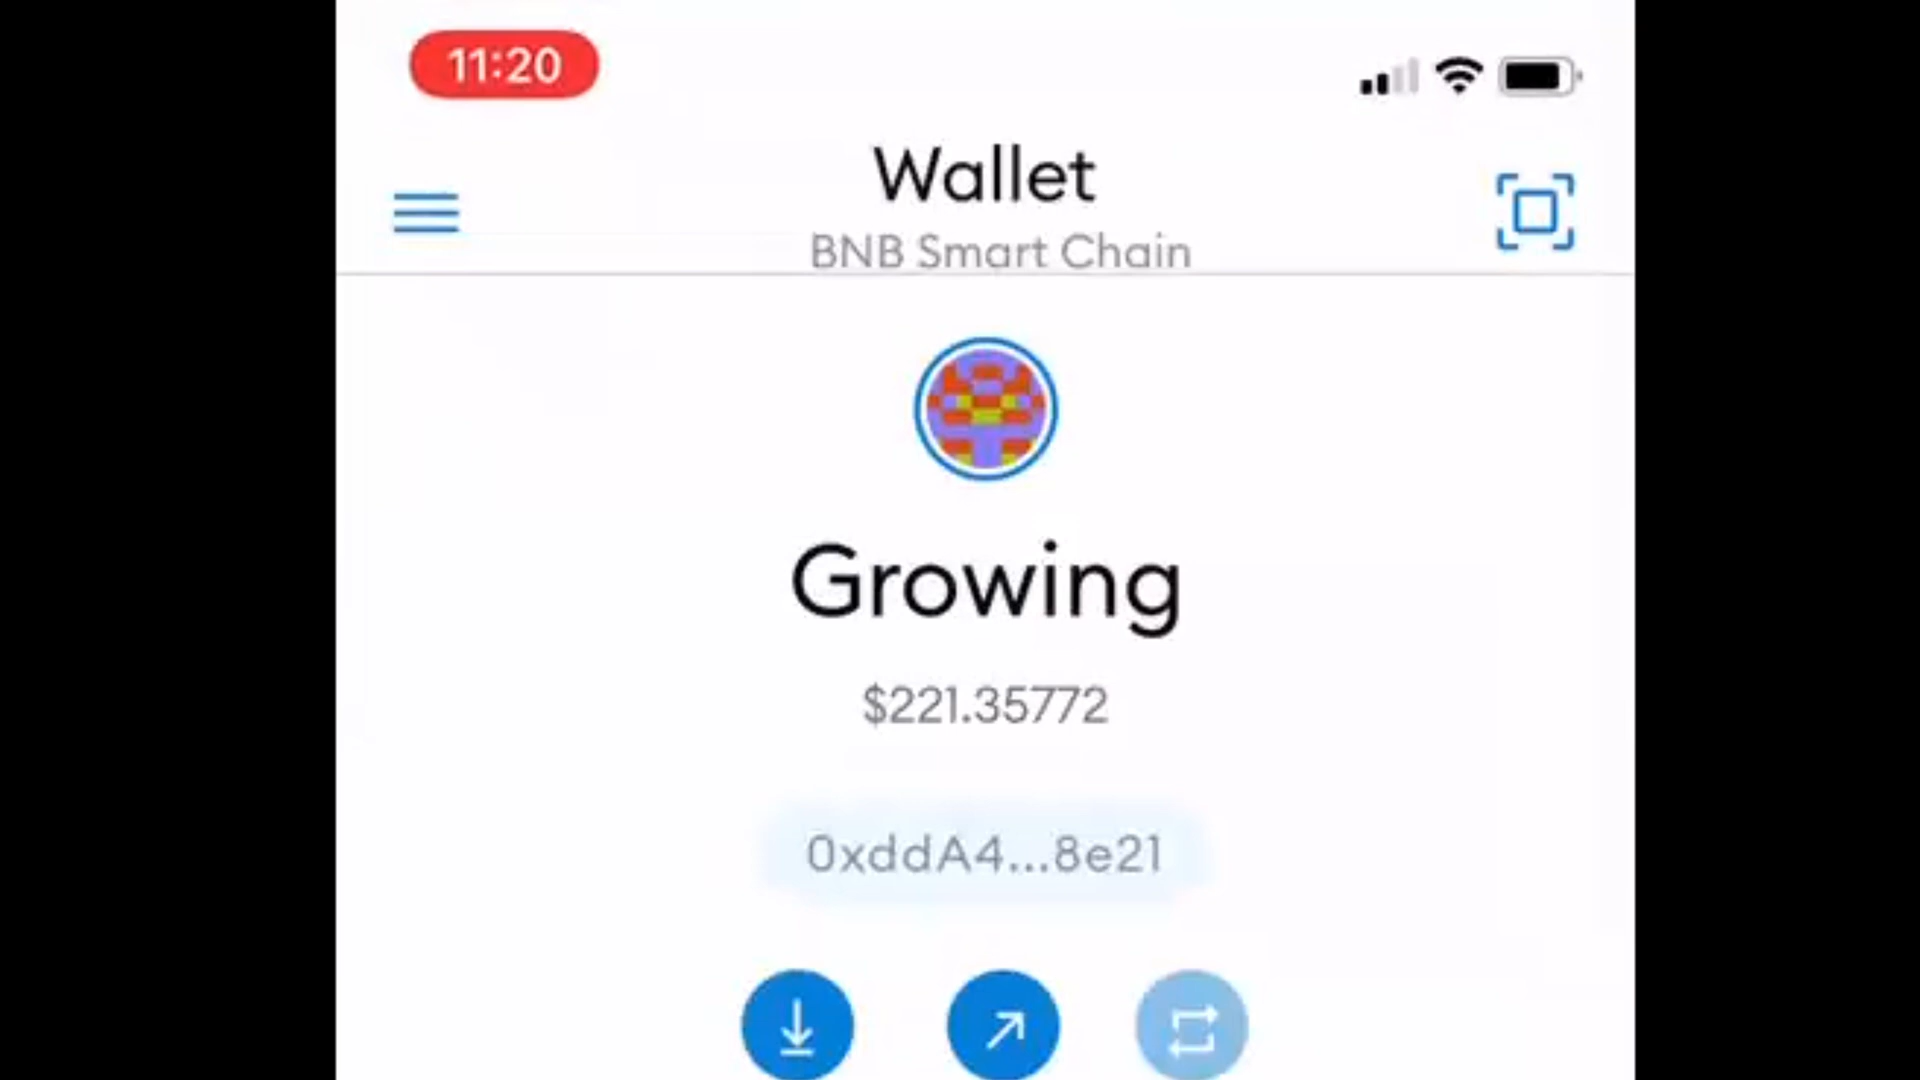 11:20
Wallet
BNB Smart Chain
Growing
$221.35772
0xddA4...8e21